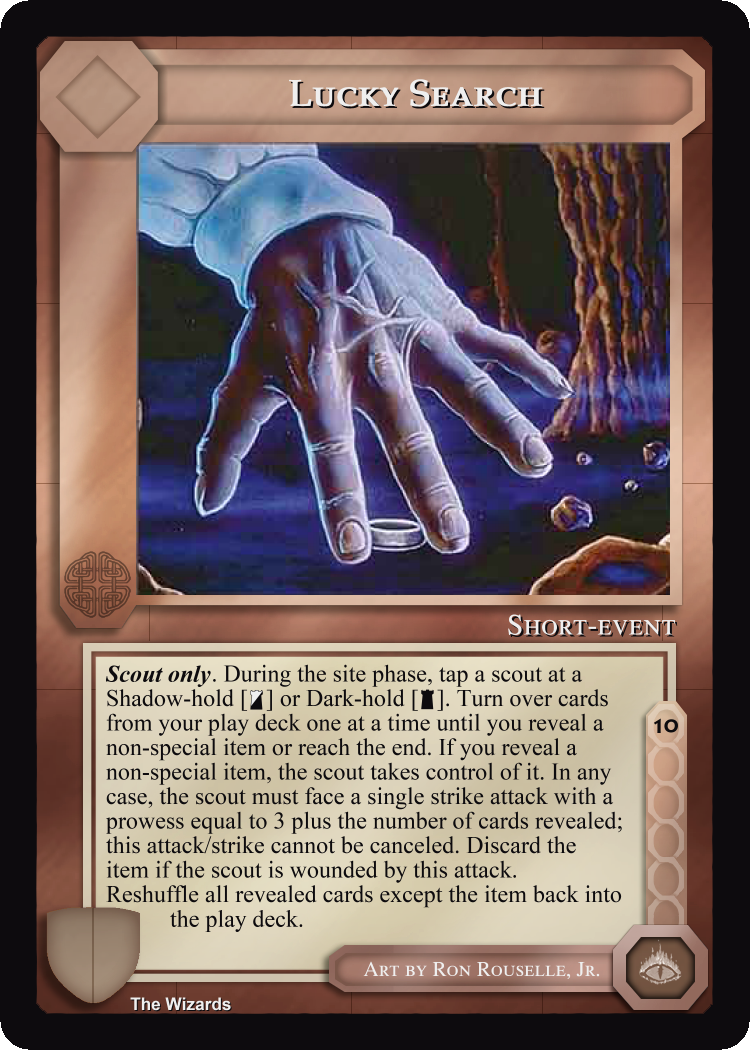 Lucky Search
Short-event
Scout only. During the site phase, tap a scout at a
Shadow-hold [] or Dark-hold []. Turn over cards
from your play deck one at a time until you reveal a
non-special item or reach the end. If you reveal a
non-special item, the scout takes control of it. In any
case, the scout must face a single strike attack with a
prowess equal to 3 plus the number of cards revealed;
this attack/strike cannot be canceled. Discard the
item if the scout is wounded by this attack.
Reshuffle all revealed cards except the item back into
the play deck.
10
Art by Ron Rouselle, Jr.
The Wizards